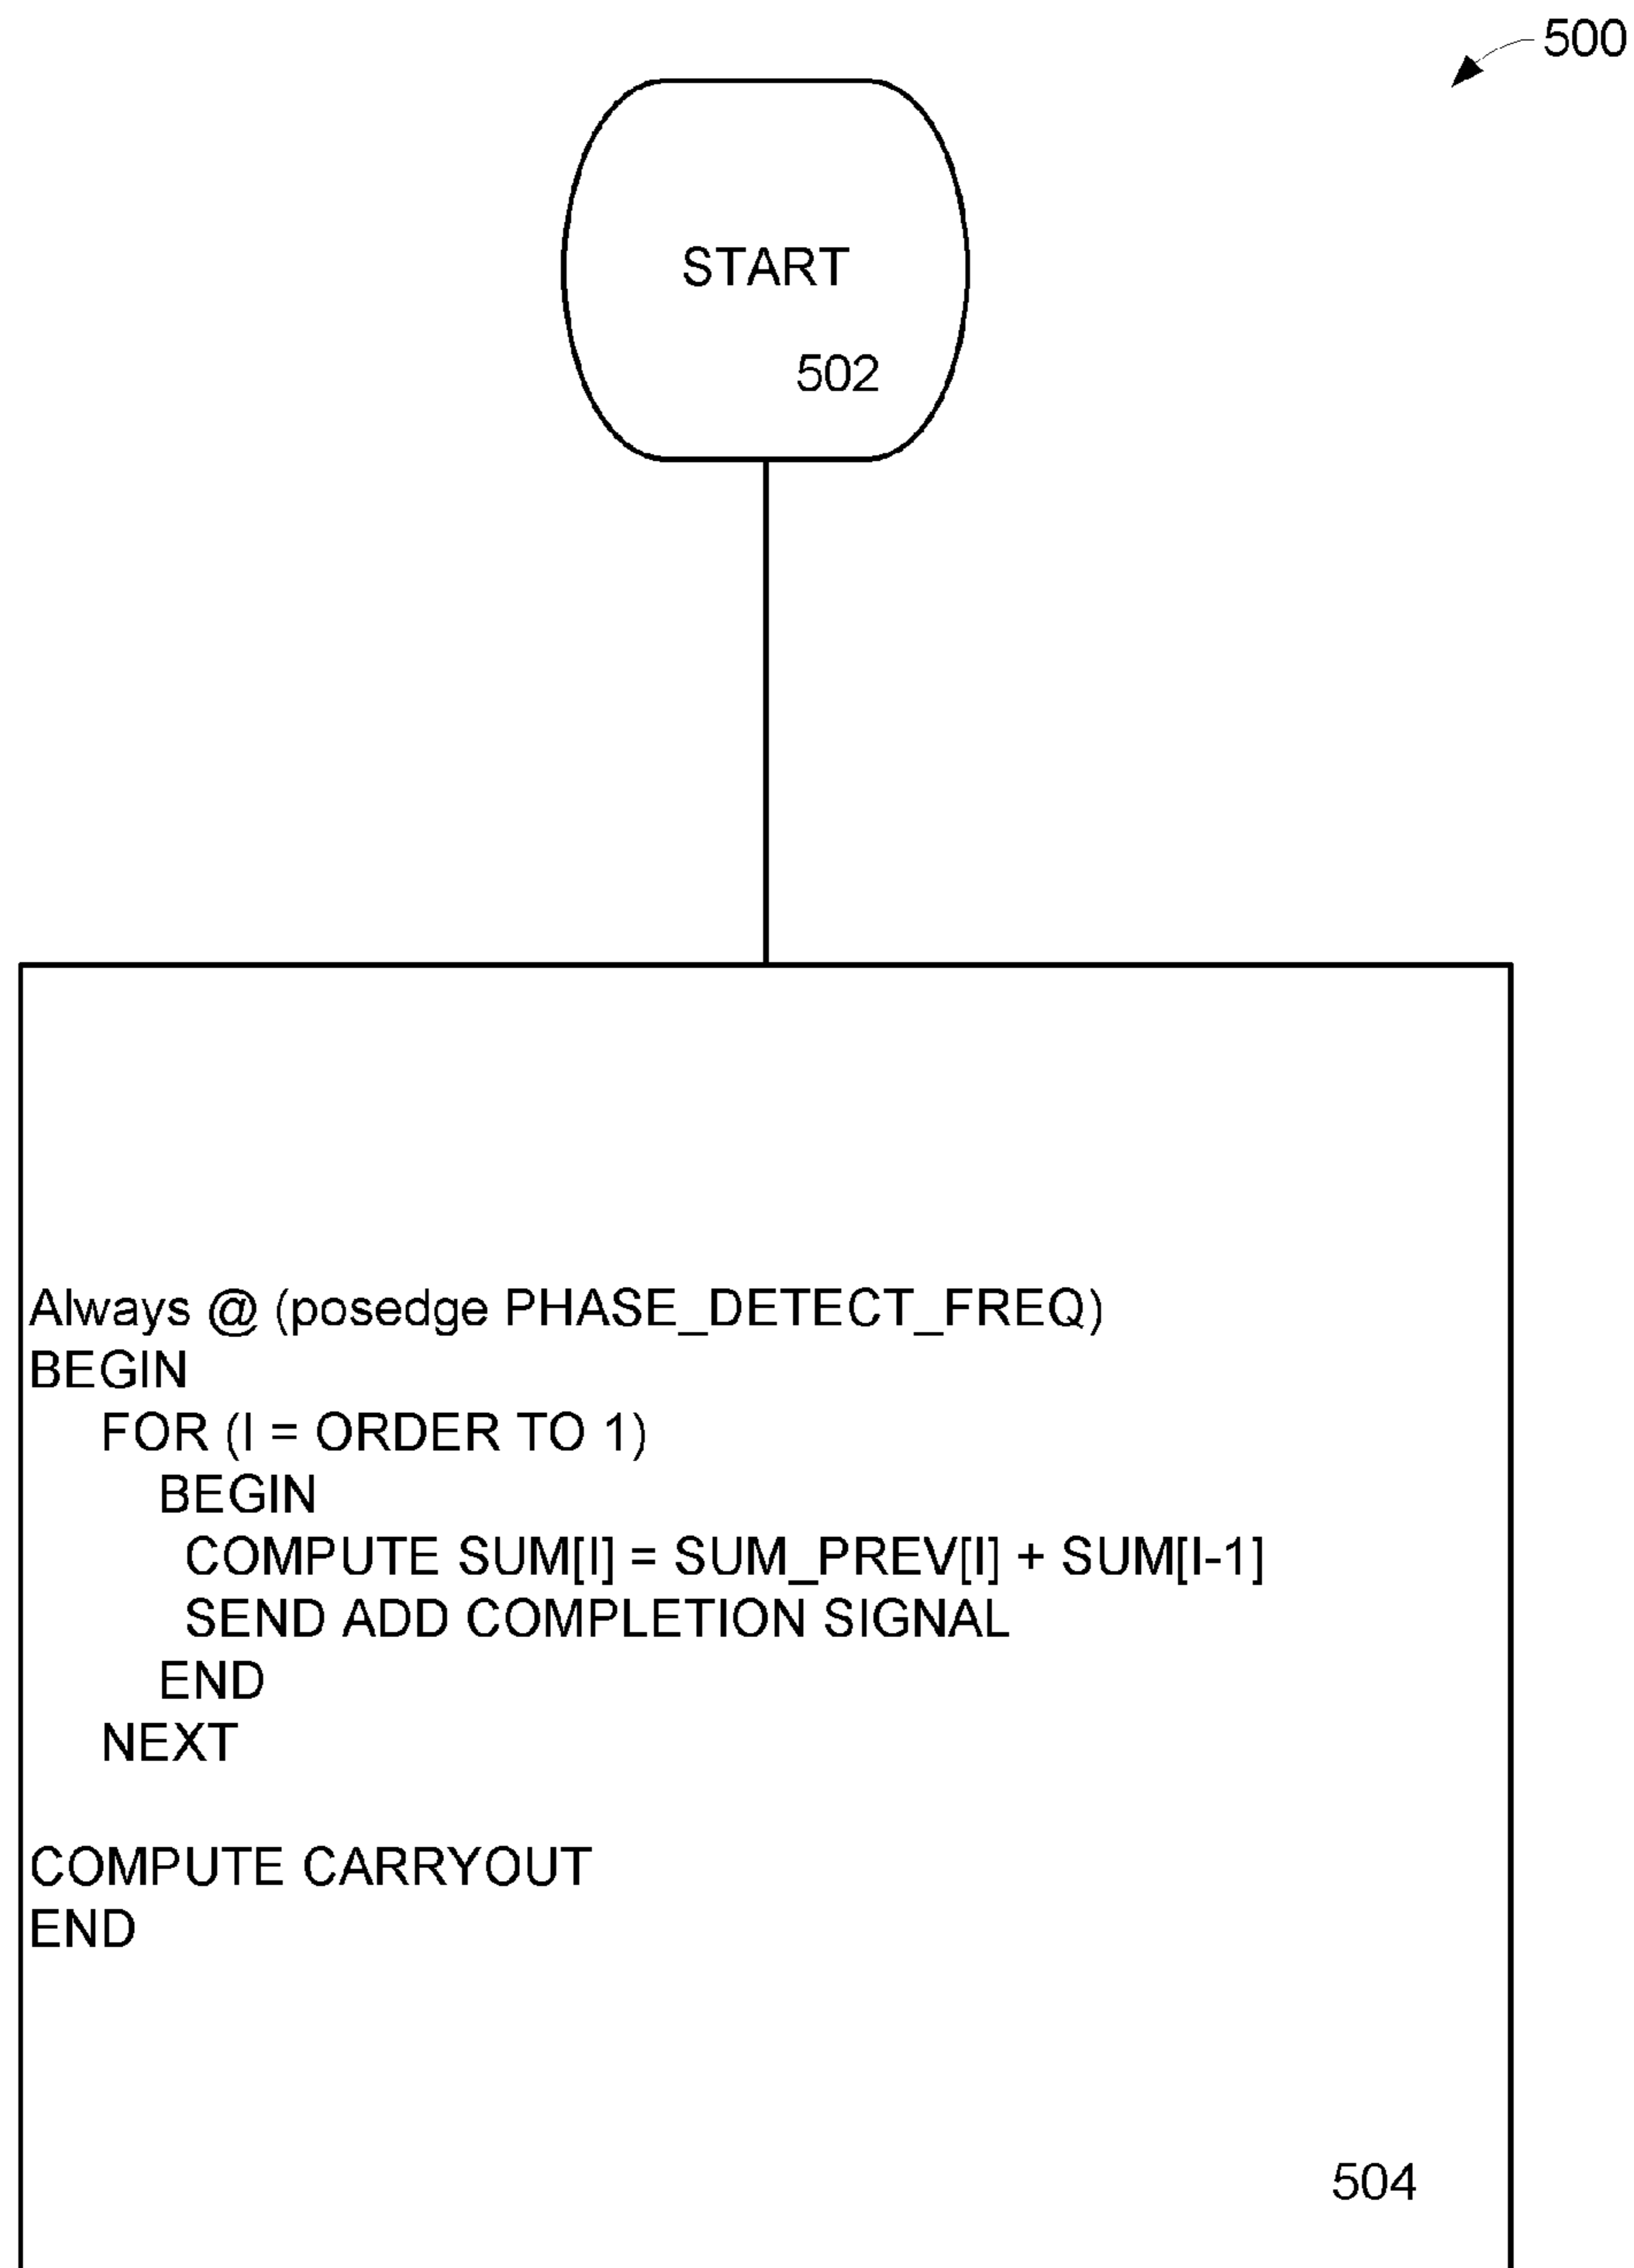 500
START
502
Always @ (posedge PHASE_DETECT_FREQ)
BEGIN
FOR (I = ORDER TO 1)
BEGIN
COMPUTE SUM[I] = SUM_PREV[I] + SUM[I-1]
SEND ADD COMPLETION SIGNAL
END
NEXT
COMPUTE CARRYOUT
END
504